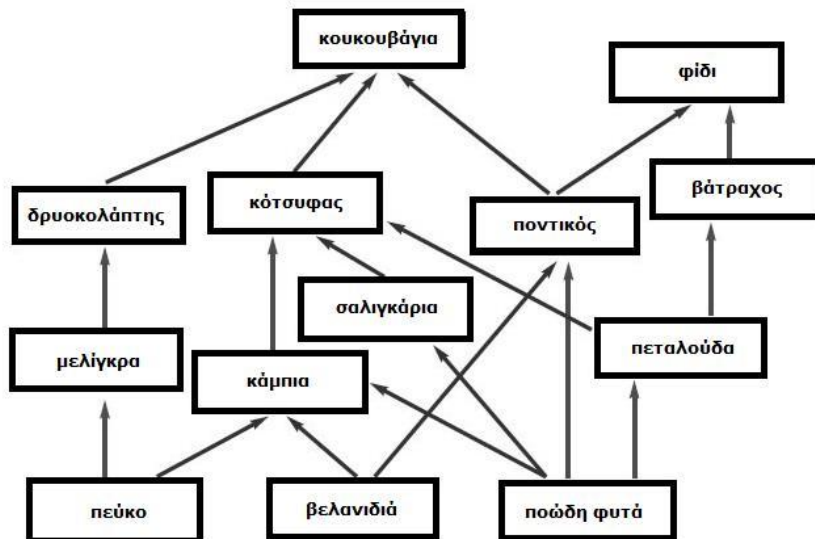 κουκουβάγια
φίδι
δρυοκολάπτης
κότσυφας
ποντικός
βάτραχος
σαλιγκάρια
μελίγκρα
κάμπια
πεταλούδα
πεύκο
βελανιδιά
ποώδη φυτά